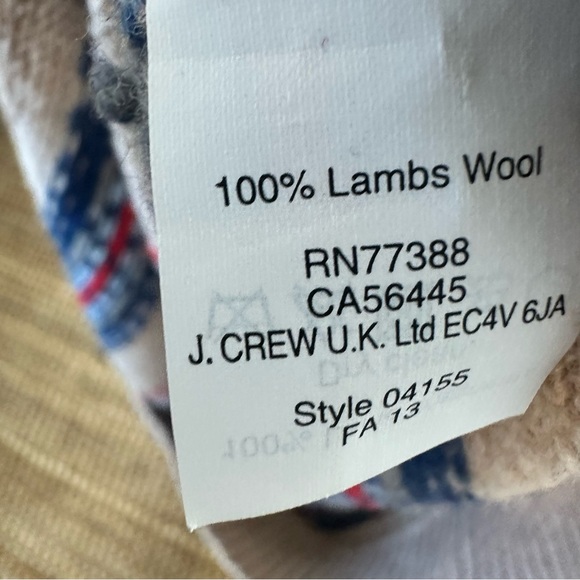 100% Lambs Wool
RN77388
CA56445
J. CREW U.K. Ltd EC4V 6JA
Style 04155
FA 13